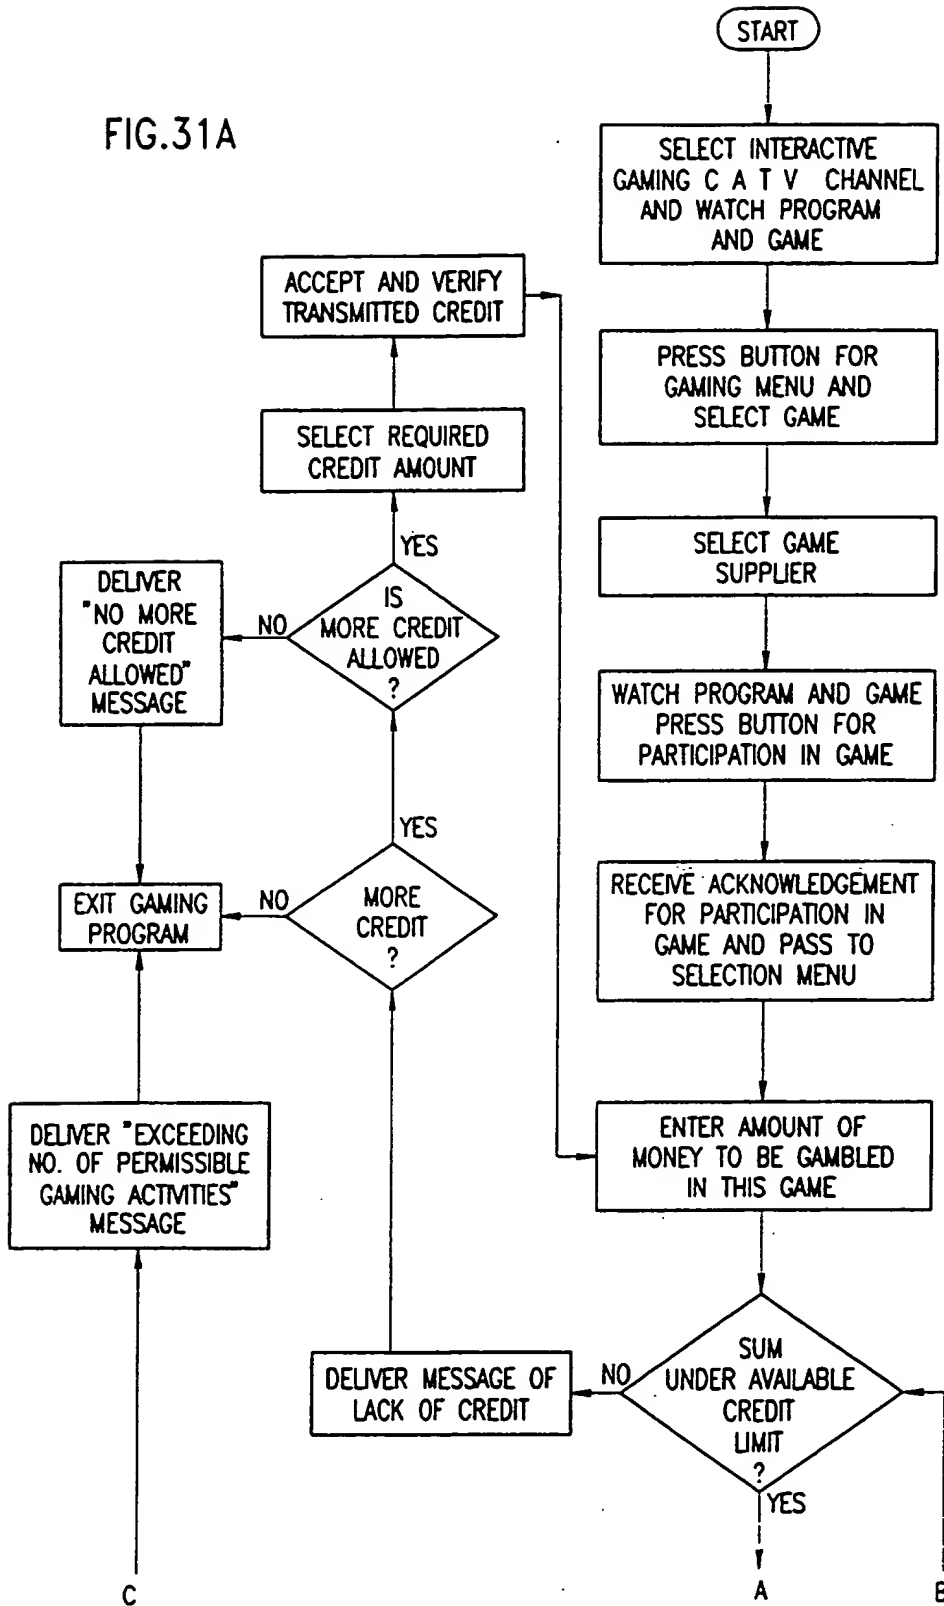 START
FIG.31A
SELECT INTERACTIVE
GAMING C A T V CHANNEL
AND WATCH PROGRAM
AND GAME
ACCEPT AND VERIFY
TRANSMITTED CREDIT
PRESS BUTTON FOR
GAMING MENU AND
SELECT GAME
SELECT REQUIRED
CREDIT AMOUNT
YES
SELECT GAME
SUPPLIER
DELIVER
"NO MORE
CREDIT
ALLOWED"
MESSAGE
NO
IS
MORE CREDIT
ALLOWED
?
WATCH PROGRAM AND GAME
PRESS BUTTON FOR
PARTICIPATION IN GAME
YES
EXIT GAMING
PROGRAM
NO
MORE
CREDIT
?
RECEIVE ACKNOWLEDGEMENT
FOR PARTICIPATION IN
GAME AND PASS TO
SELECTION MENU
DELIVER "EXCEEDING
NO. OF PERMISSIBLE
GAMING ACTIVITIES"
MESSAGE
ENTER AMOUNT OF
MONEY TO BE GAMBLED
IN THIS GAME
DELIVER MESSAGE OF
LACK OF CREDIT
NO
SUM
UNDER AVAILABLE
CREDIT
LIMIT
?
YES
C
A
B